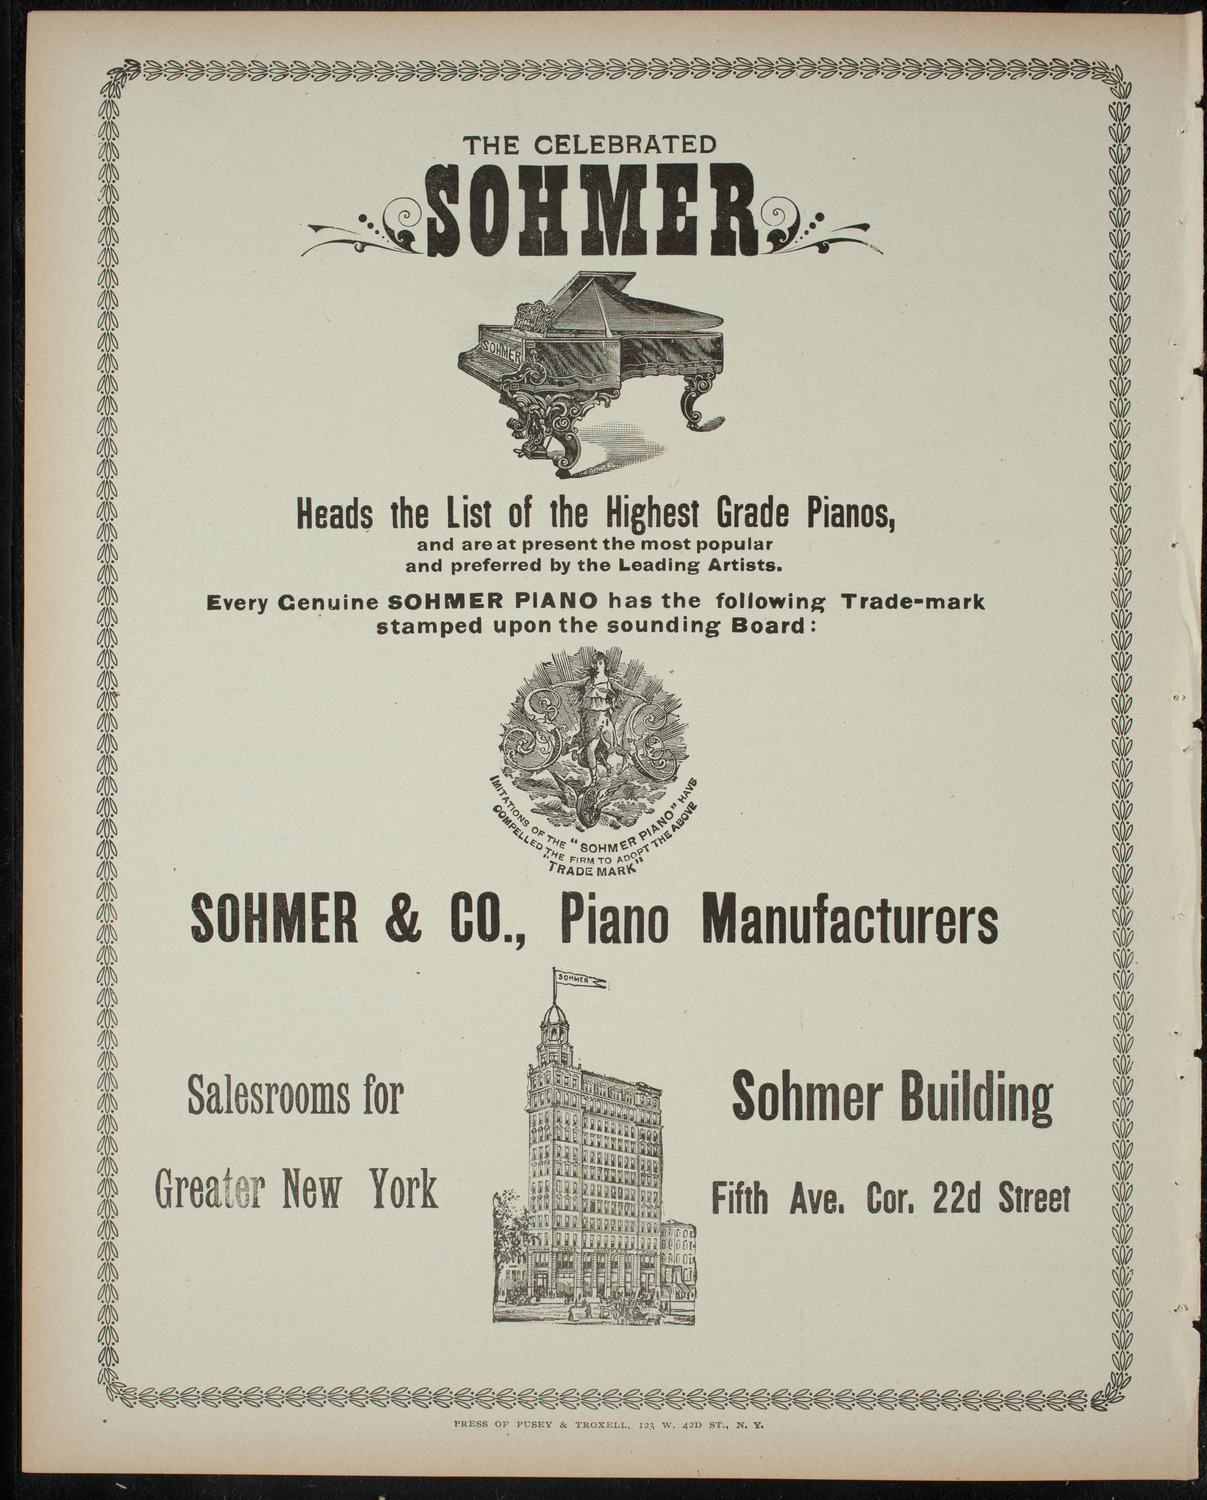 THE CELEBRATED
SOHMER
SOHMER
Heads the List of the Highest Grade Pianos,
and are at present the most popular
and preferred by the Leading Artists.
Every Genuine SOHMER PIANO has the following Trade-mark
stamped upon the sounding Board:
IMITATIONS OF THE "SOHMER PIANO" HAVE
COMPELLED THE FIRM TO ADOPT THE ABOVE
"TRADE MARK"
SOHMER & CO., Piano Manufacturers
SOHMER
Salesrooms for
Greater New York
Sohmer Building
Fifth Ave. Cor. 22d Street
PRESS OF PUSEY & TROXELL, 123 W. 42D ST., N. Y.